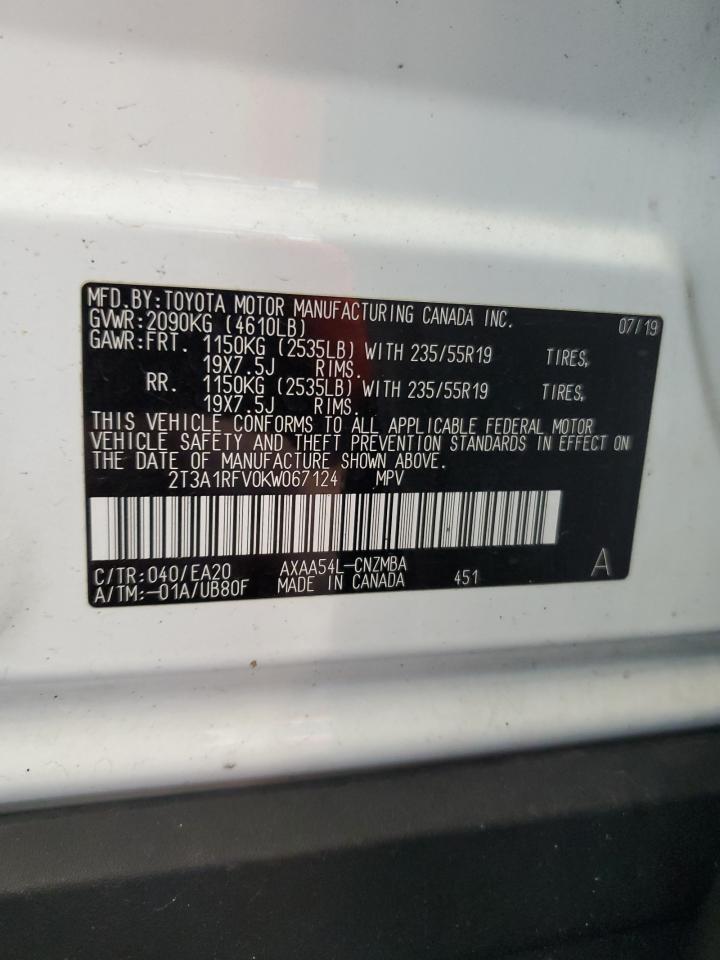 MFD.BY:TOYOTA MOTOR MANUFACTURING CANADA INC. 07/19
GVWR:2090KG (4610LB)
GAWR:FRT. 1150KG (2535LB) WITH 235/55R19 TIRES,
19X7.5J RIMS.
RR. 1150KG (2535LB) WITH 235/55R19 TIRES,
19X7.5J RIMS.
THIS VEHICLE CONFORMS TO ALL APPLICABLE FEDERAL MOTOR
VEHICLE SAFETY AND THEFT PREVENTION STANDARDS IN EFFECT ON
THE DATE OF MANUFACTURE SHOWN ABOVE.
2T3A1RFV0KW067124 MPV
C/TR:040/EA20 AXAA54L-CNZMBA A
A/TM:-01A/UB80F MADE IN CANADA 451